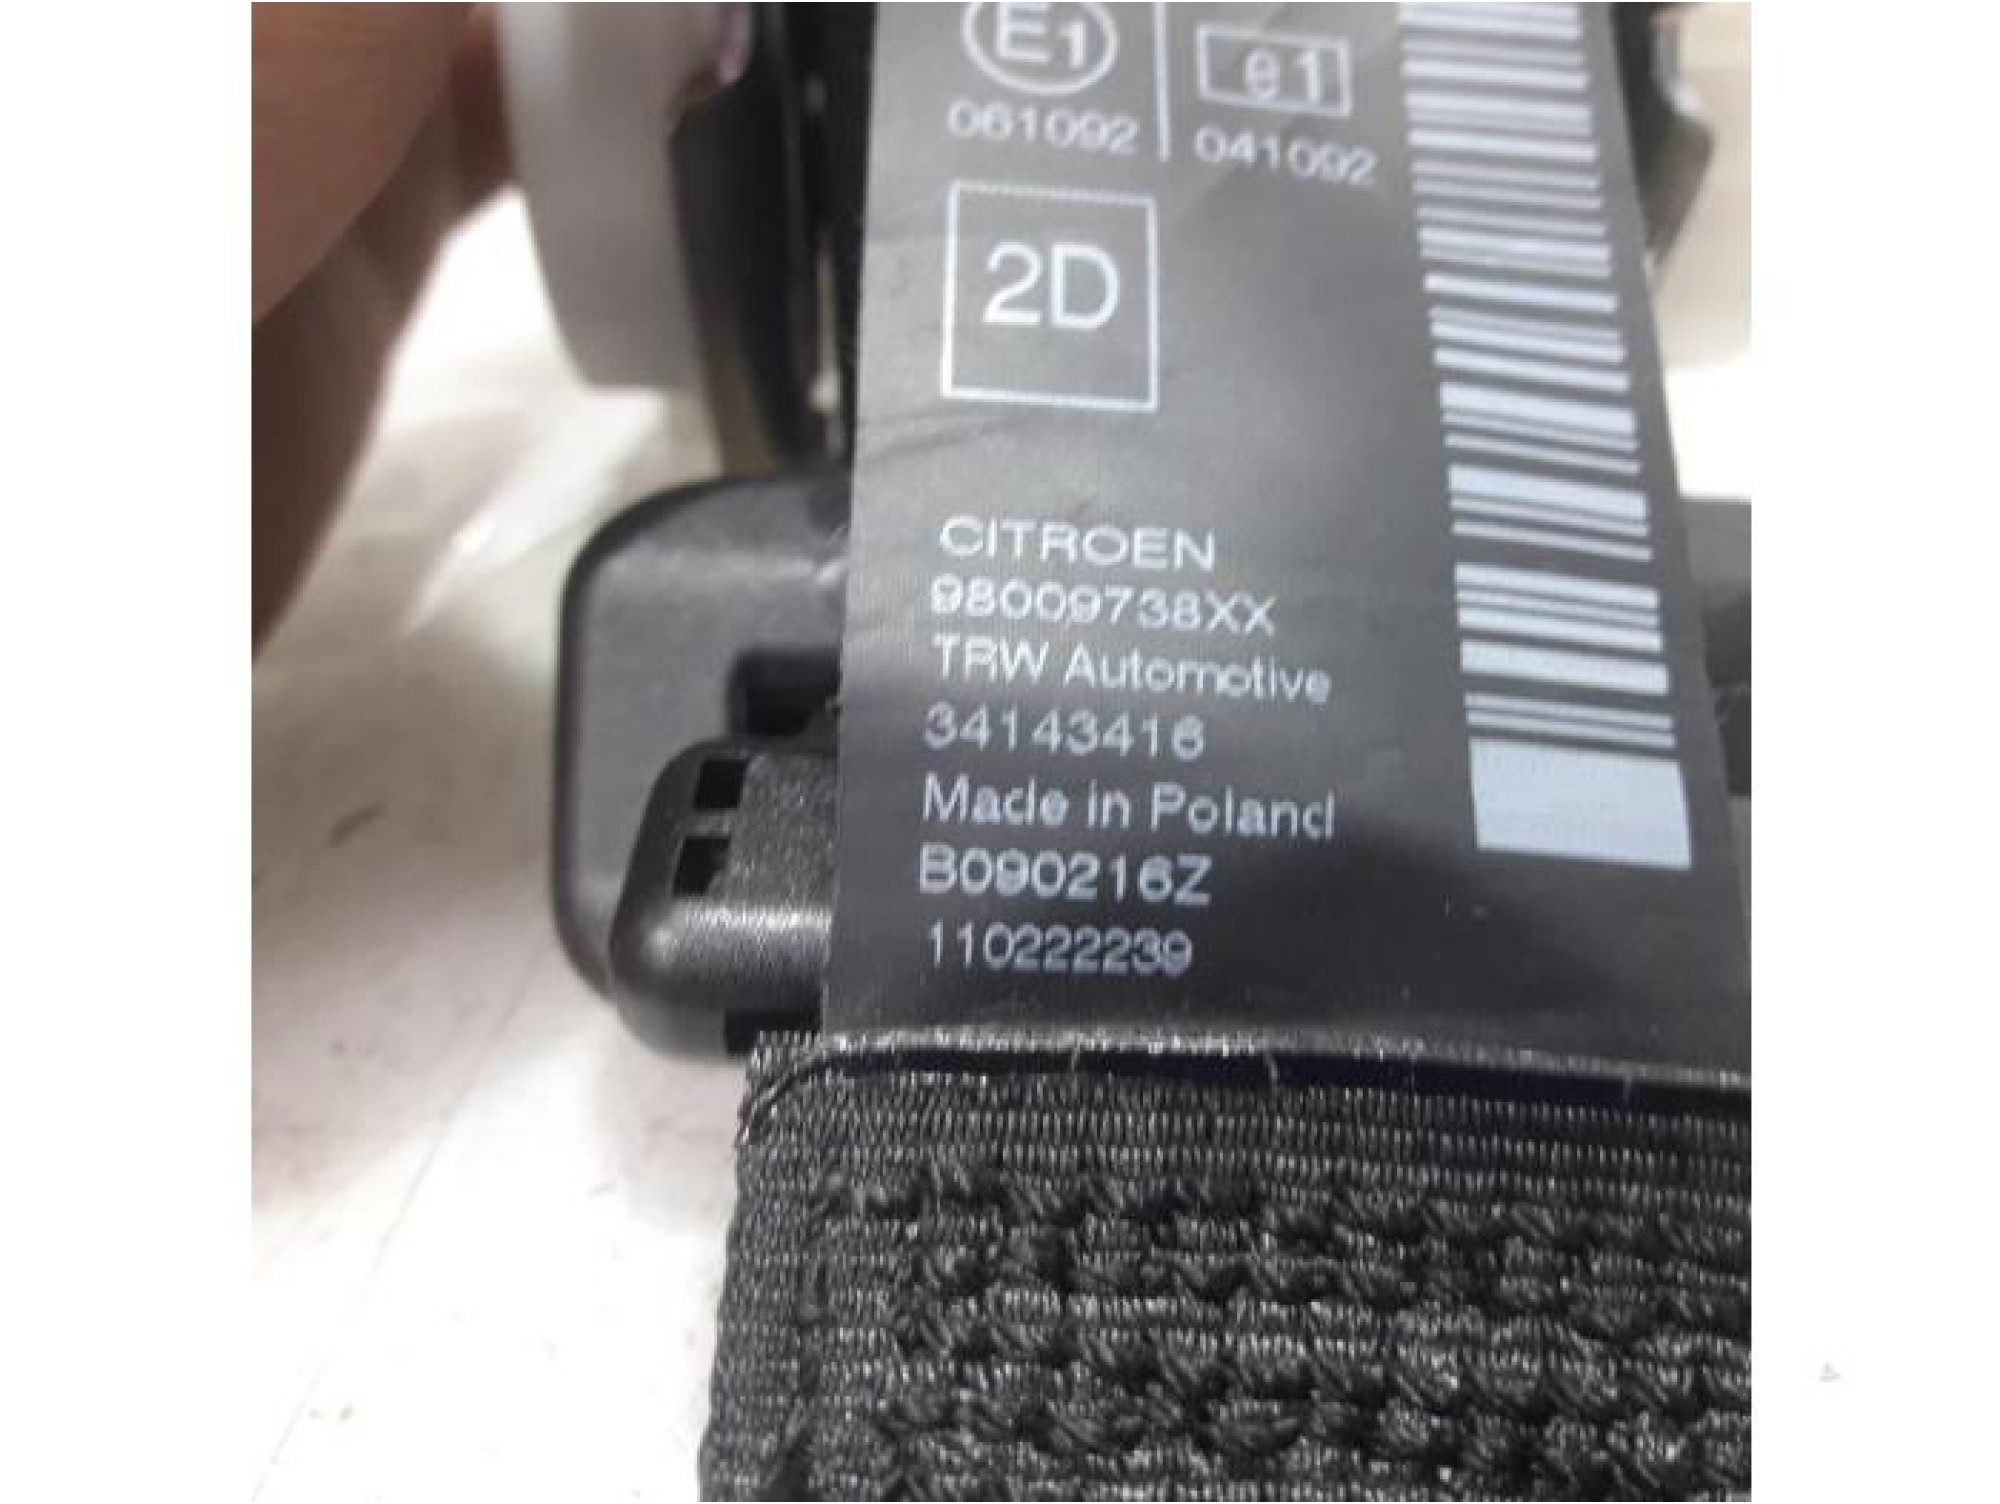 E1 e1
061092 041092
2D
CITROEN
98009738XX
TRW Automotive
34143416
Made in Poland
B090216Z
110222239